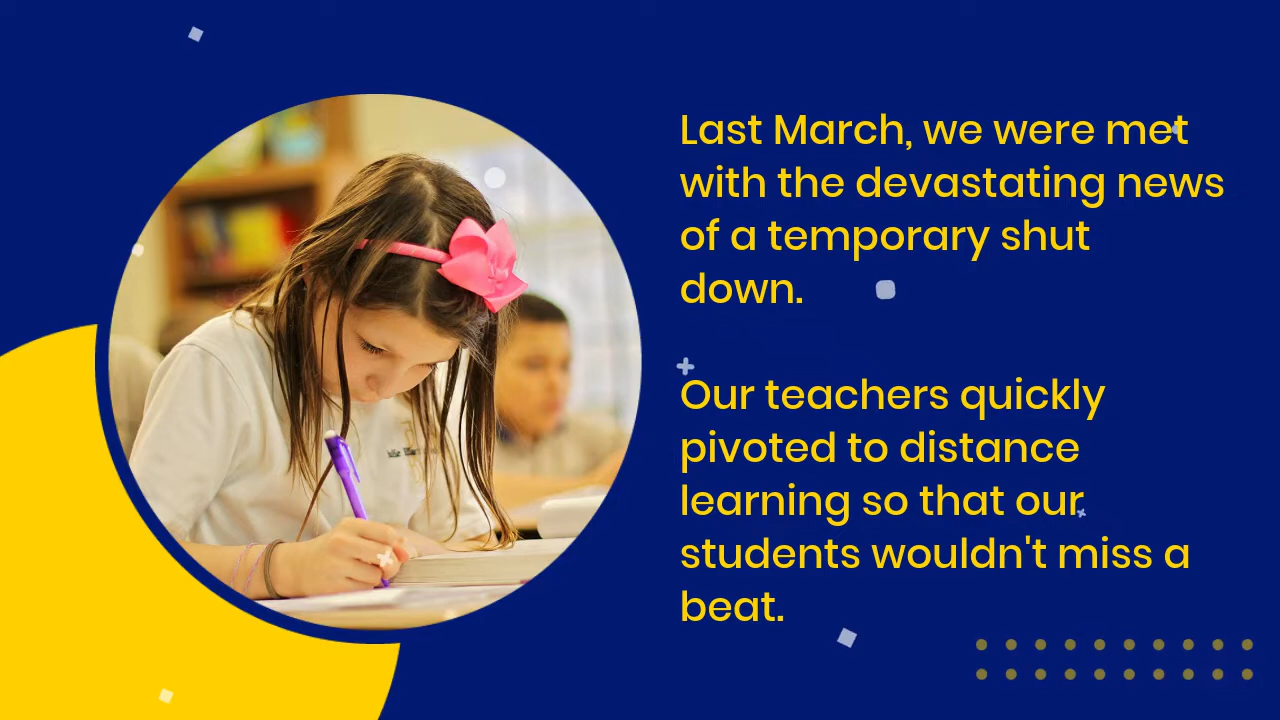 Last March, we were met
with the devastating news
of a temporary shut
down.
Our teachers quickly
pivoted to distance
learning so that our
students wouldn't miss a
beat.